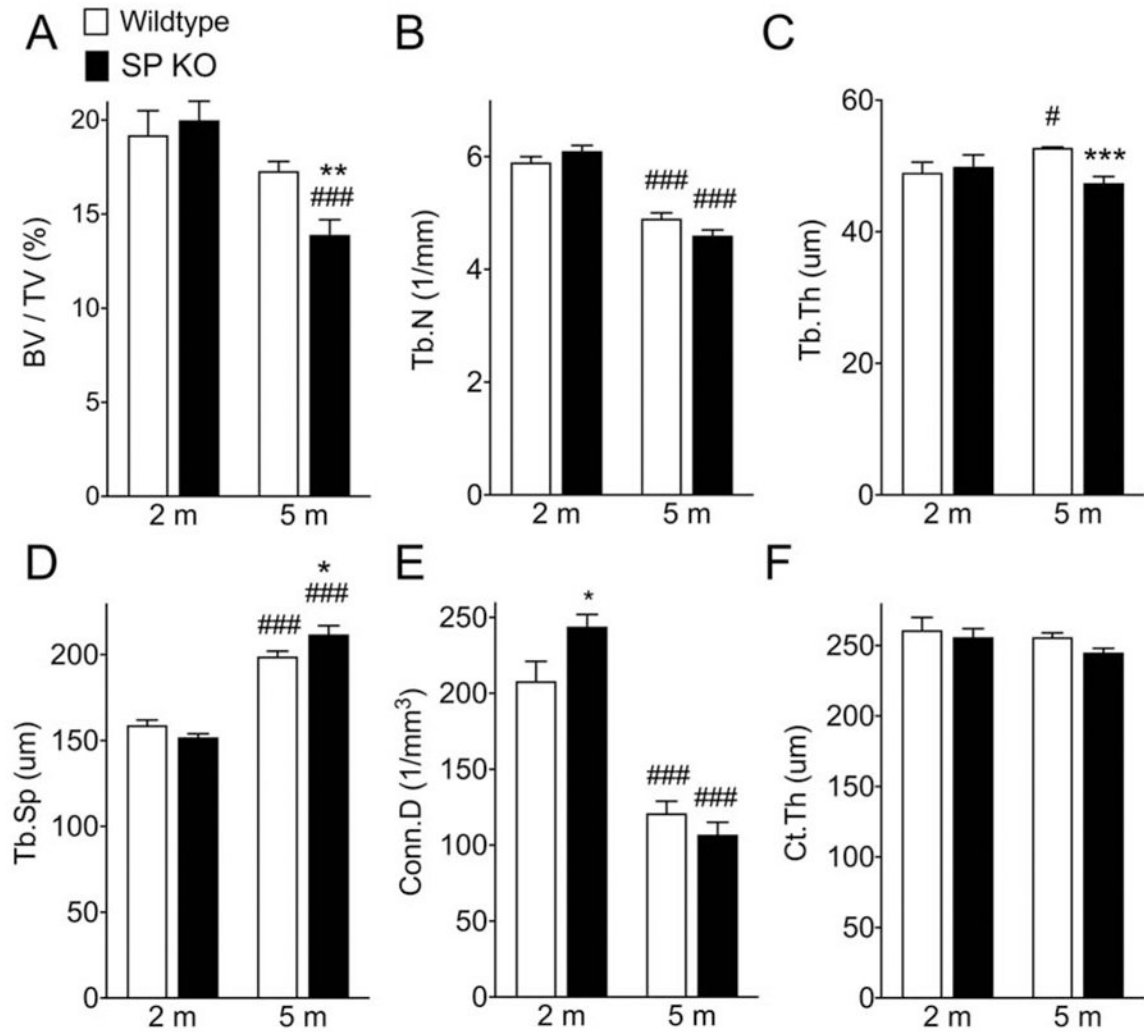 A
Wildtype
SP KO
BV / TV (%)
20
15
10
5
0
**
###
2 m
5 m
B
Tb.N (1/mm)
6
4
2
0
###
###
2 m
5 m
C
Tb.Th (um)
60
40
20
0
#
***
2 m
5 m
D
Tb.Sp (um)
200
150
100
50
0
###
*
###
2 m
5 m
E
Conn.D (1/mm³)
250
200
150
100
50
0
*
###
###
2 m
5 m
F
Ct.Th (um)
250
200
150
100
50
0
2 m
5 m